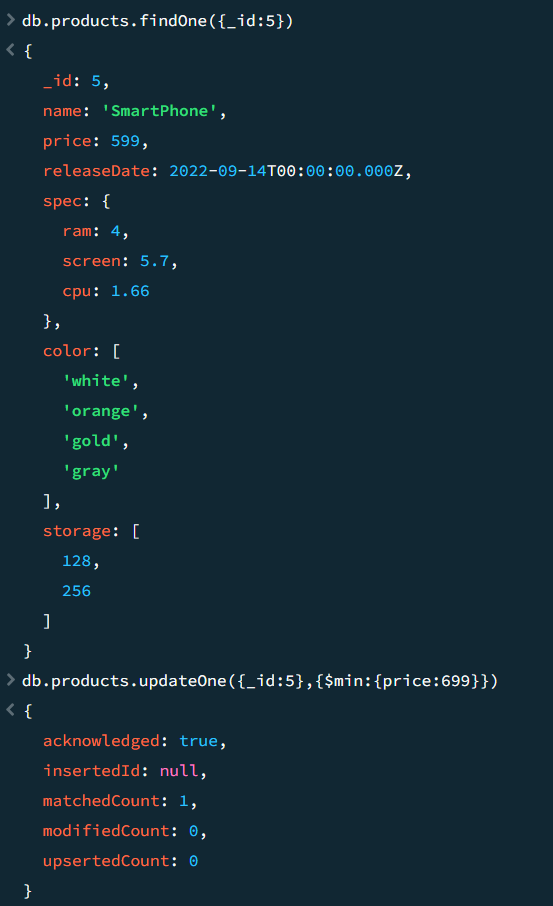 > db.products.findOne({_id:5})
< {
_id: 5,
name: 'SmartPhone',
price: 599,
releaseDate: 2022-09-14T00:00:00.000Z,
spec: {
ram: 4,
screen: 5.7,
cpu: 1.66
},
color: [
'white',
'orange',
'gold',
'gray'
],
storage: [
128,
256
]
}
> db.products.updateOne({_id:5},{$min:{price:699}})
< {
acknowledged: true,
insertedId: null,
matchedCount: 1,
modifiedCount: 0,
upsertedCount: 0
}